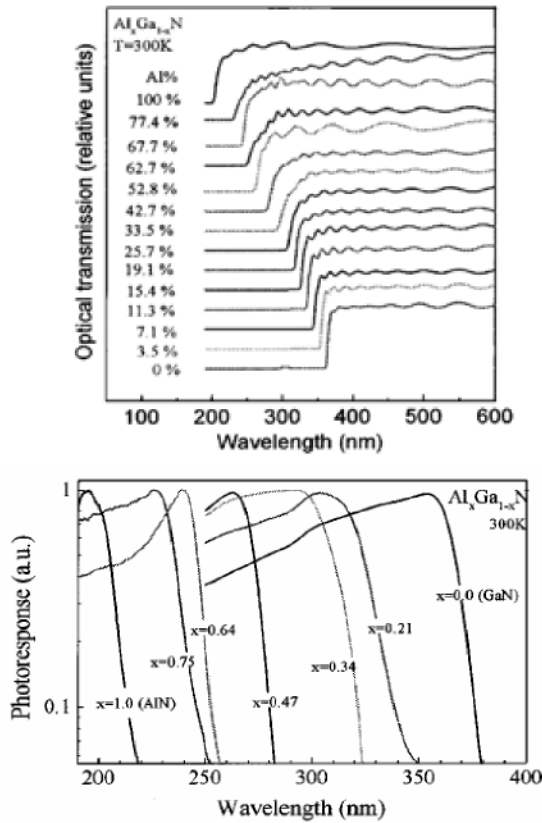 AlₓGa₁₋ₓN
T=300K
Al%
100 %
77.4 %
67.7 %
62.7 %
52.8 %
42.7 %
33.5 %
25.7 %
19.1 %
15.4 %
11.3 %
7.1 %
3.5 %
0 %
Optical transmission (relative units)
100 200 300 400 500 600
Wavelength (nm)
AlₓGa₁₋ₓN
300K
1
0.1
Photoresponse (a.u.)
x=1.0 (AlN)
x=0.75
x=0.64
x=0.47
x=0.34
x=0.21
x=0.0 (GaN)
200 250 300 350 400
Wavelength (nm)